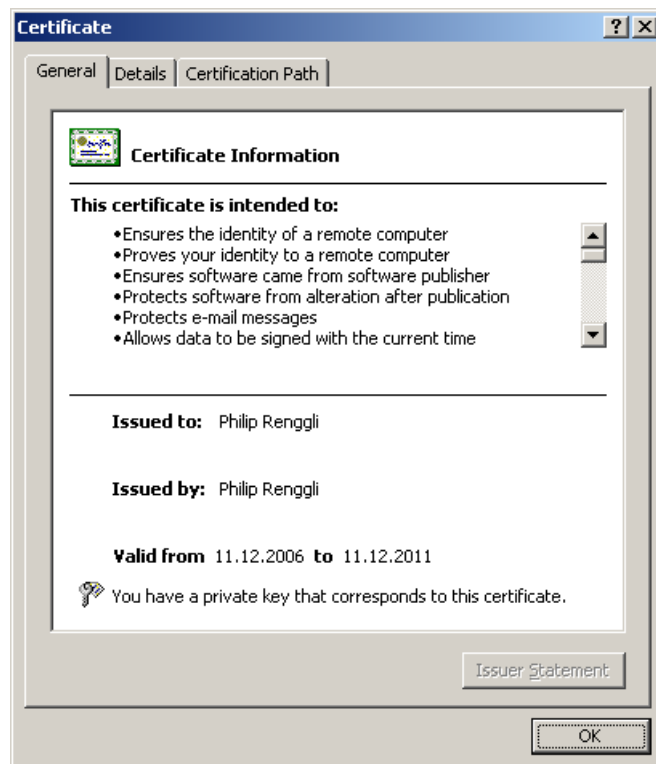 Certificate
General Details Certification Path
Certificate Information
This certificate is intended to:
•Ensures the identity of a remote computer
•Proves your identity to a remote computer
•Ensures software came from software publisher
•Protects software from alteration after publication
•Protects e-mail messages
•Allows data to be signed with the current time
Issued to: Philip Renggli
Issued by: Philip Renggli
Valid from 11.12.2006 to 11.12.2011
You have a private key that corresponds to this certificate.
Issuer Statement
OK